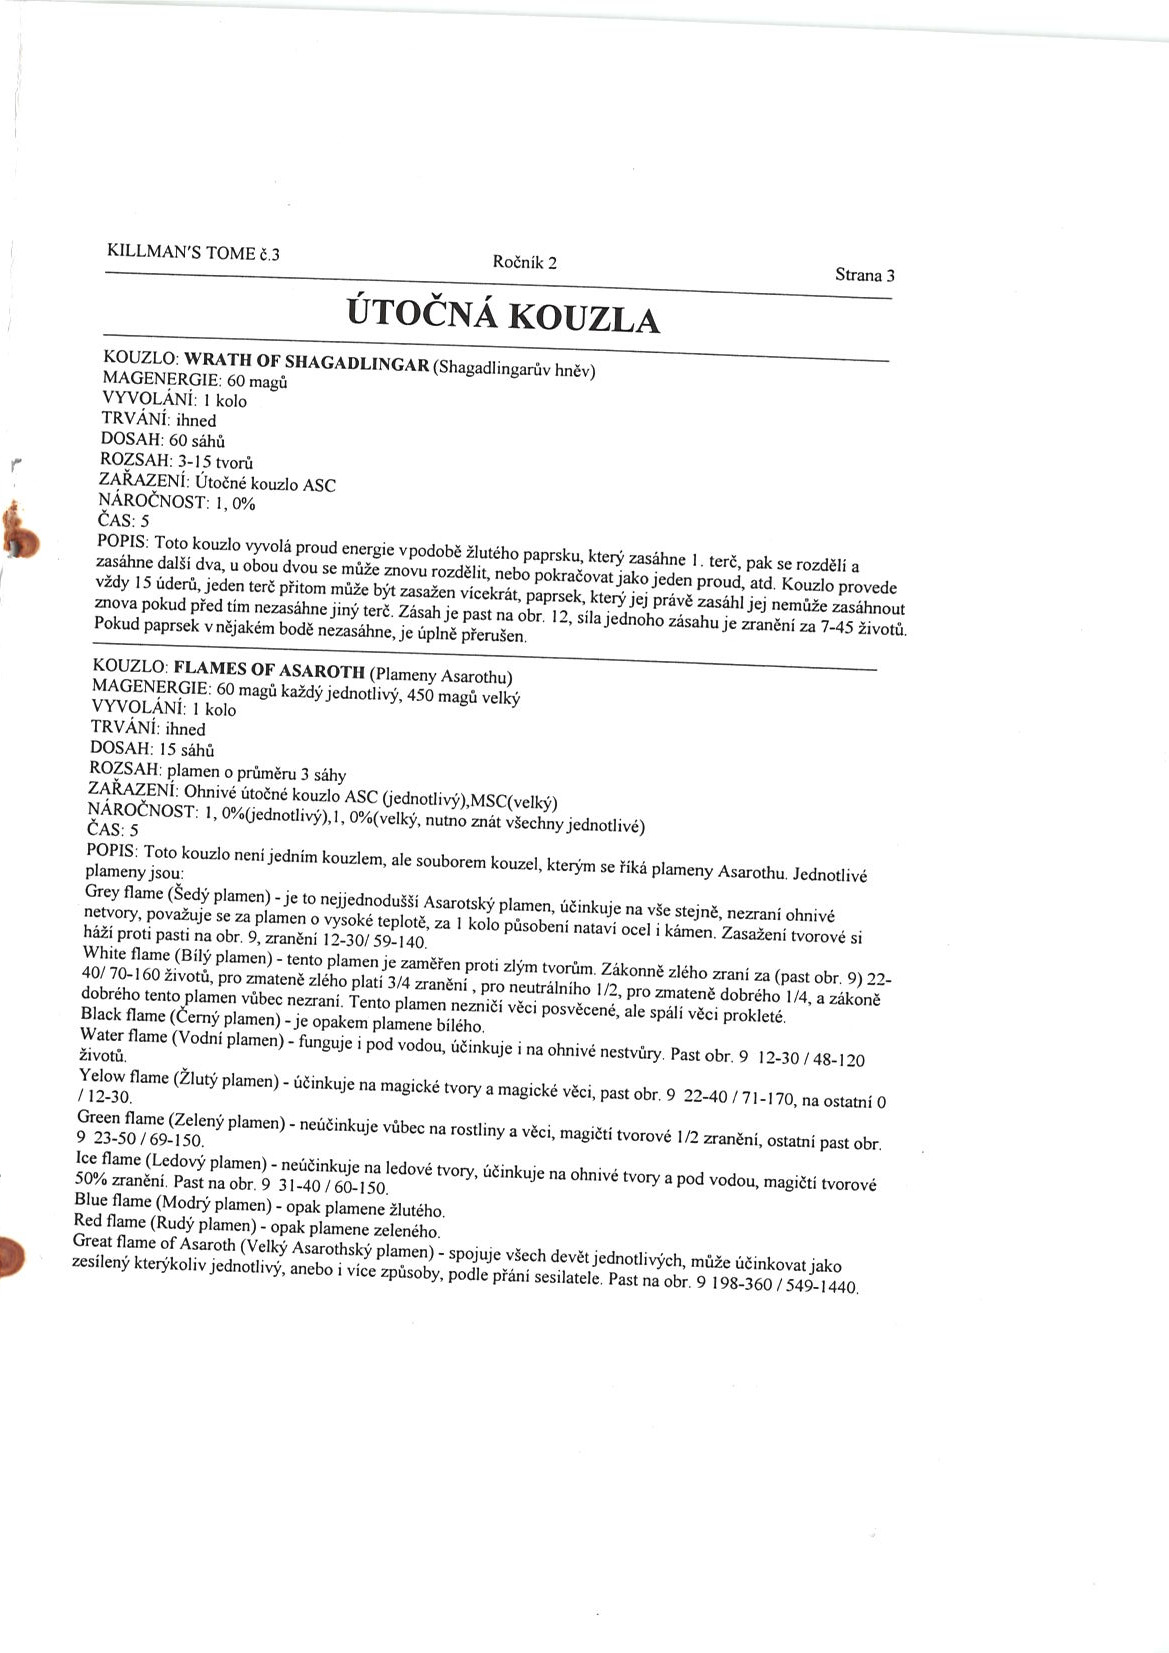 KILLMAN'S TOME č.3
Ročník 2
Strana 3
ÚTOČNÁ KOUZLA
KOUZLO: WRATH OF SHAGADLINGAR (Shagadlingarův hněv)
MAGENERGIE: 60 magů
VYVOLÁNÍ: 1 kolo
TRVÁNÍ: ihned
DOSAH: 60 sáhů
ROZSAH: 3-15 tvorů
ZAŘAZENÍ: Útočné kouzlo ASC
NÁROČNOST: 1, 0%
ČAS: 5
POPIS: Toto kouzlo vyvolá proud energie v podobě žlutého paprsku, který zasáhne 1. terč, pak se rozdělí a
zasáhne další dva, u obou dvou se může znovu rozdělit, nebo pokračovat jako jeden proud, atd. Kouzlo provede
vždy 15 úderů, jeden terč přitom může být zasažen vícekrát, paprsek, který jej právě zasáhl jej nemůže zasáhnout
znova pokud před tím nezasáhne jiný terč. Zásah je past na obr. 12, síla jednoho zásahu je zranění za 7-45 životů.
Pokud paprsek v nějakém bodě nezasáhne, je úplně přerušen.
KOUZLO: FLAMES OF ASAROTH (Plameny Asarothu)
MAGENERGIE: 60 magů každý jednotlivý, 450 magů velký
VYVOLÁNÍ: 1 kolo
TRVÁNÍ: ihned
DOSAH: 15 sáhů
ROZSAH: plamen o průměru 3 sáhy
ZAŘAZENÍ: Ohnivé útočné kouzlo ASC (jednotlivý),MSC(velký)
NÁROČNOST: 1, 0%(jednotlivý),1, 0%(velký, nutno znát všechny jednotlivé)
ČAS: 5
POPIS: Toto kouzlo není jedním kouzlem, ale souborem kouzel, kterým se říká plameny Asarothu. Jednotlivé
plameny jsou:
Grey flame (Šedý plamen) - je to nejjednodušší Asarotský plamen, účinkuje na vše stejně, nezraní ohnivé
netvory, považuje se za plamen o vysoké teplotě, za 1 kolo působení nataví ocel i kámen. Zasažení tvorové si
háží proti pasti na obr. 9, zranění 12-30/ 59-140.
White flame (Bílý plamen) - tento plamen je zaměřen proti zlým tvorům. Zákonně zlého zraní za (past obr. 9) 22-
40/ 70-160 životů, pro zmateně zlého platí 3/4 zranění , pro neutrálního 1/2, pro zmateně dobrého 1/4, a zákoně
dobrého tento plamen vůbec nezraní. Tento plamen nezničí věci posvěcené, ale spálí věci prokleté.
Black flame (Černý plamen) - je opakem plamene bílého.
Water flame (Vodní plamen) - funguje i pod vodou, účinkuje i na ohnivé nestvůry. Past obr. 9 12-30 / 48-120
životů.
Yelow flame (Žlutý plamen) - účinkuje na magické tvory a magické věci, past obr. 9 22-40 / 71-170, na ostatní 0
/ 12-30.
Green flame (Zelený plamen) - neúčinkuje vůbec na rostliny a věci, magičtí tvorové 1/2 zranění, ostatní past obr.
9 23-50 / 69-150.
Ice flame (Ledový plamen) - neúčinkuje na ledové tvory, účinkuje na ohnivé tvory a pod vodou, magičtí tvorové
50% zranění. Past na obr. 9 31-40 / 60-150.
Blue flame (Modrý plamen) - opak plamene žlutého.
Red flame (Rudý plamen) - opak plamene zeleného.
Great flame of Asaroth (Velký Asarothský plamen) - spojuje všech devět jednotlivých, může účinkovat jako
zesílený kterýkoliv jednotlivý, anebo i více způsoby, podle přání sesilatele. Past na obr. 9 198-360 / 549-1440.